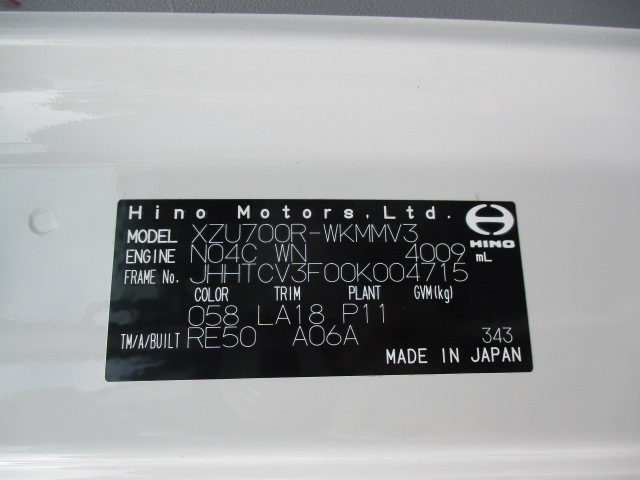 Hino Motors, Ltd.
HINO
MODEL XZU700R-WKMMV3
ENGINE N04C WN 4009 mL
FRAME No. JHHTCV3F00K004715
COLOR TRIM PLANT GVM(kg)
058 LA18 P11
TM/A/BUILT RE50 A06A 343
MADE IN JAPAN